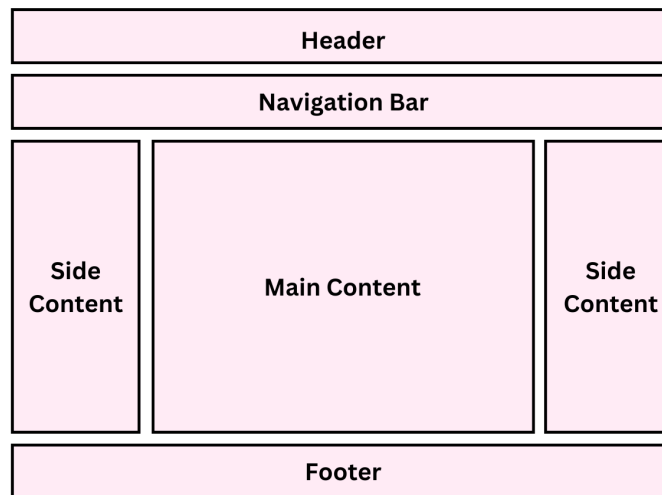 Header
Navigation Bar
Side
Content
Main Content
Side
Content
Footer